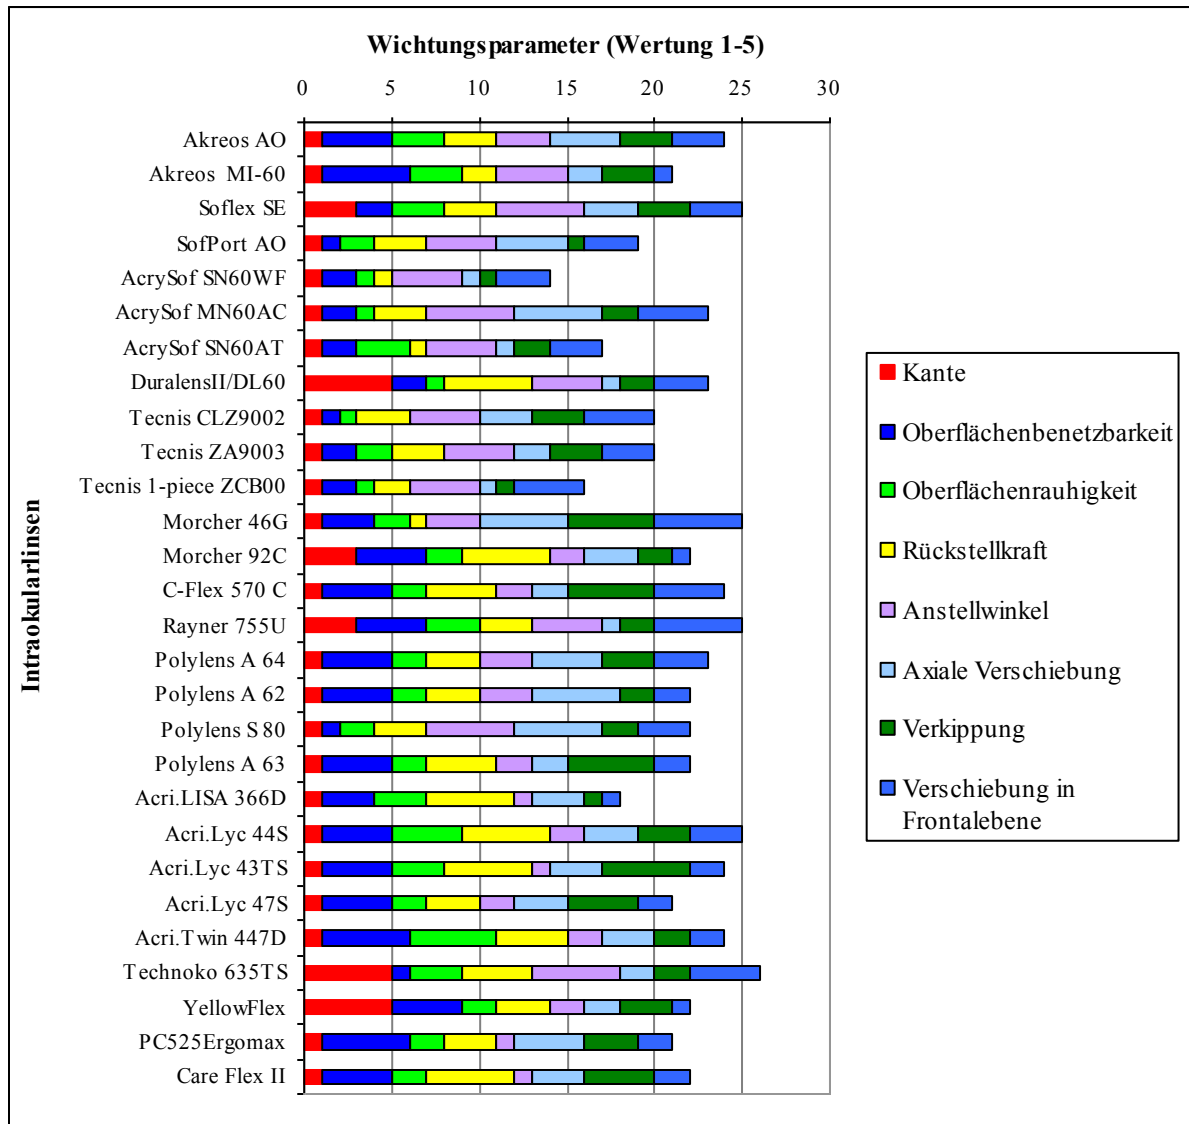 Wichtungsparameter (Wertung 1-5)
0 5 10 15 20 25 30
Intraokularlinsen
Akreos AO
Akreos MI-60
Soflex SE
SofPort AO
AcrySof SN60WF
AcrySof MN60AC
AcrySof SN60AT
DuralensII/DL60
Tecnis CLZ9002
Tecnis ZA9003
Tecnis 1-piece ZCB00
Morcher 46G
Morcher 92C
C-Flex 570 C
Rayner 755U
Polylens A 64
Polylens A 62
Polylens S 80
Polylens A 63
Acri.LISA 366D
Acri.Lyc 44S
Acri.Lyc 43TS
Acri.Lyc 47S
Acri.Twin 447D
Technoko 635TS
YellowFlex
PC525Ergomax
Care Flex II
Kante
Oberflächenbenetzbarkeit
Oberflächenrauhigkeit
Rückstellkraft
Anstellwinkel
Axiale Verschiebung
Verkippung
Verschiebung in
Frontalebene